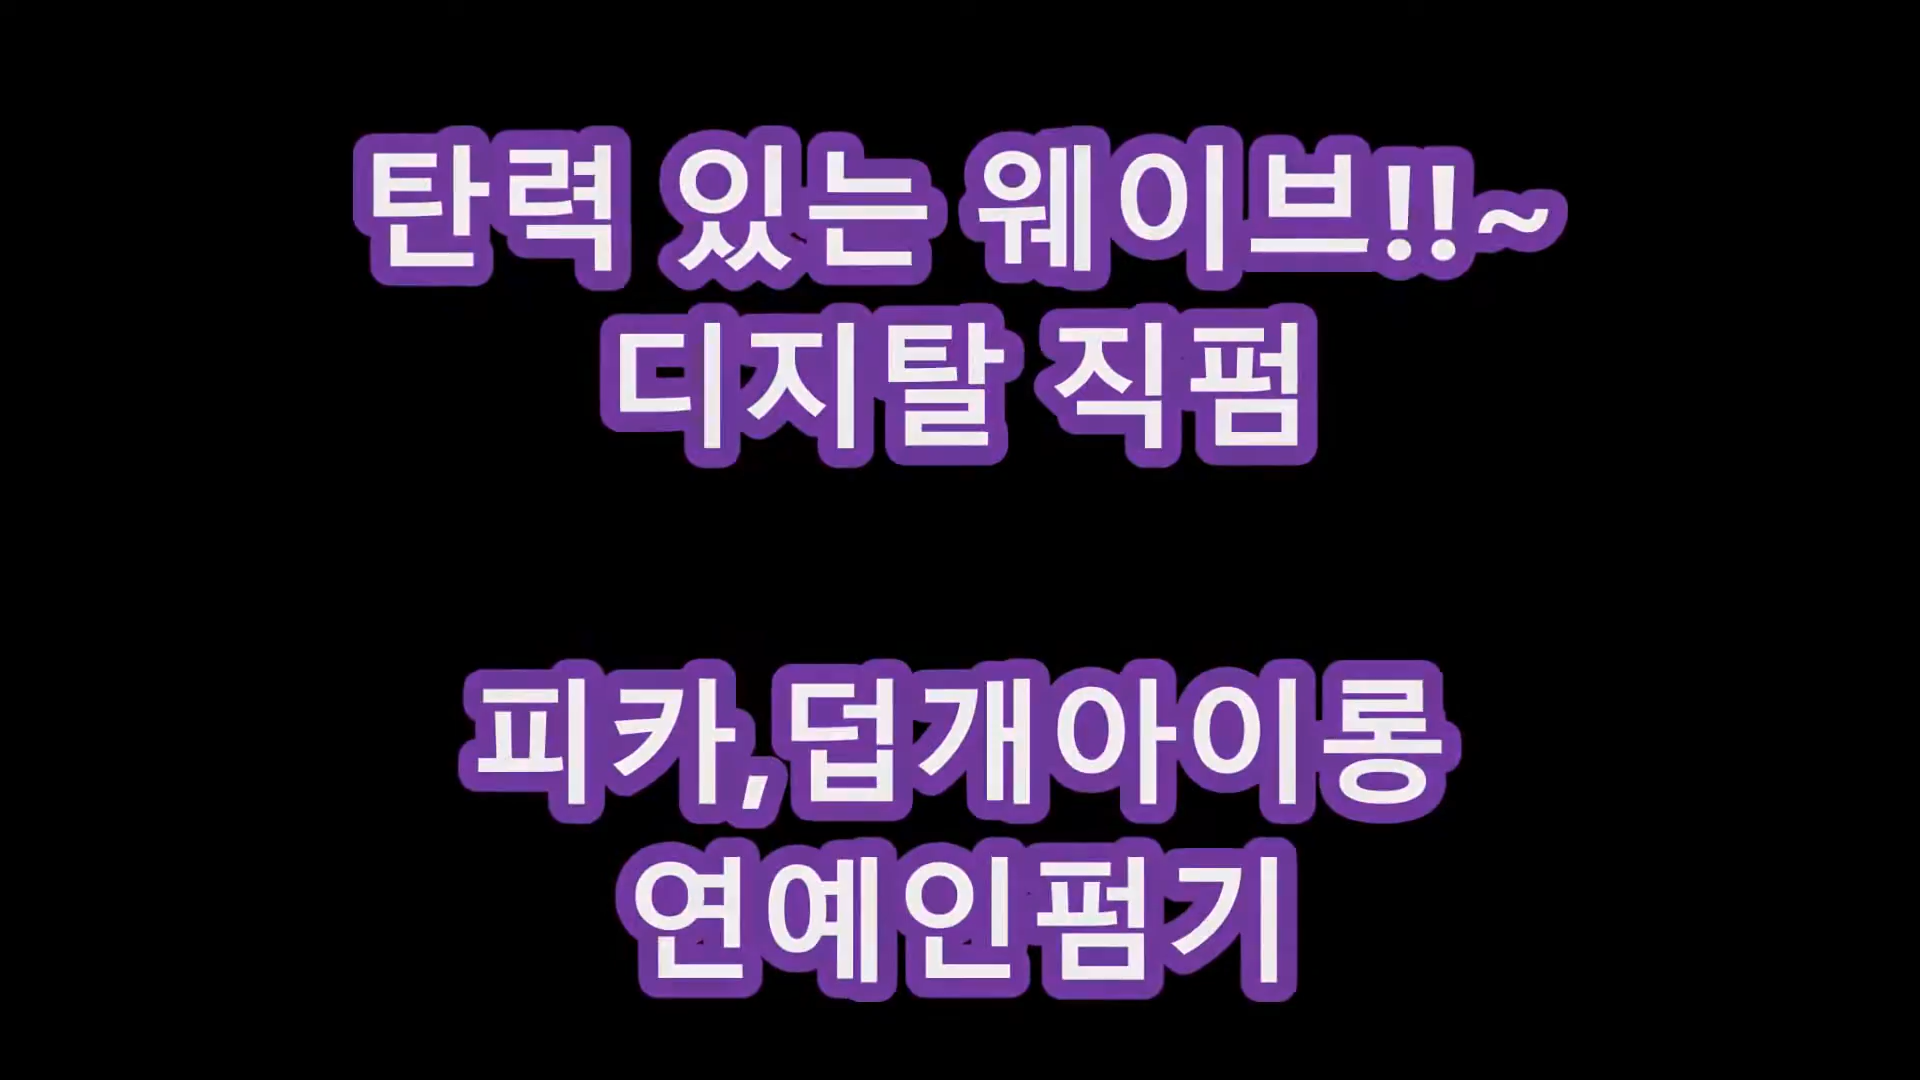 탄력 있는 웨이브!!~
디지탈 직펌
피카,덥개아이롱
연예인펌기